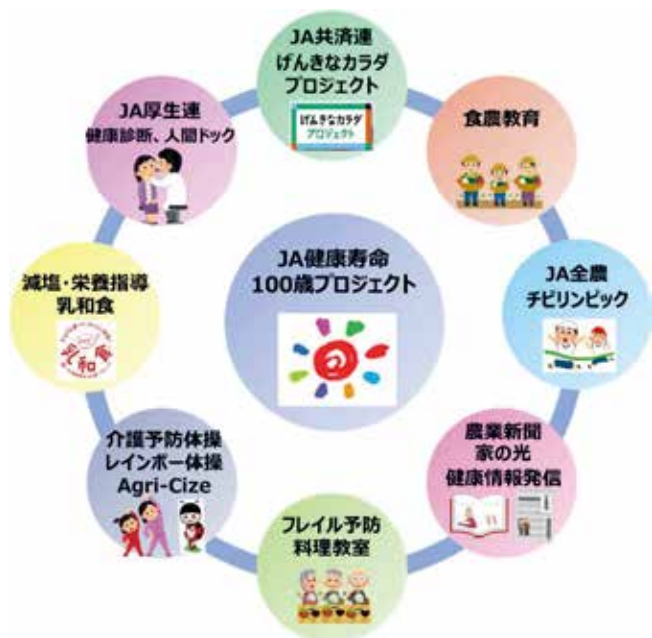 JA共済連
げんきなカラダ
プロジェクト
げんきなカラダ
プロジェクト
食農教育
JA全農
チビリンピック
農業新聞
家の光
健康情報発信
フレイル予防
料理教室
介護予防体操
レインボー体操
Agri-Cize
減塩・栄養指導
乳和食
乳和食
JA厚生連
健康診断、人間ドック
JA健康寿命
100歳プロジェクト